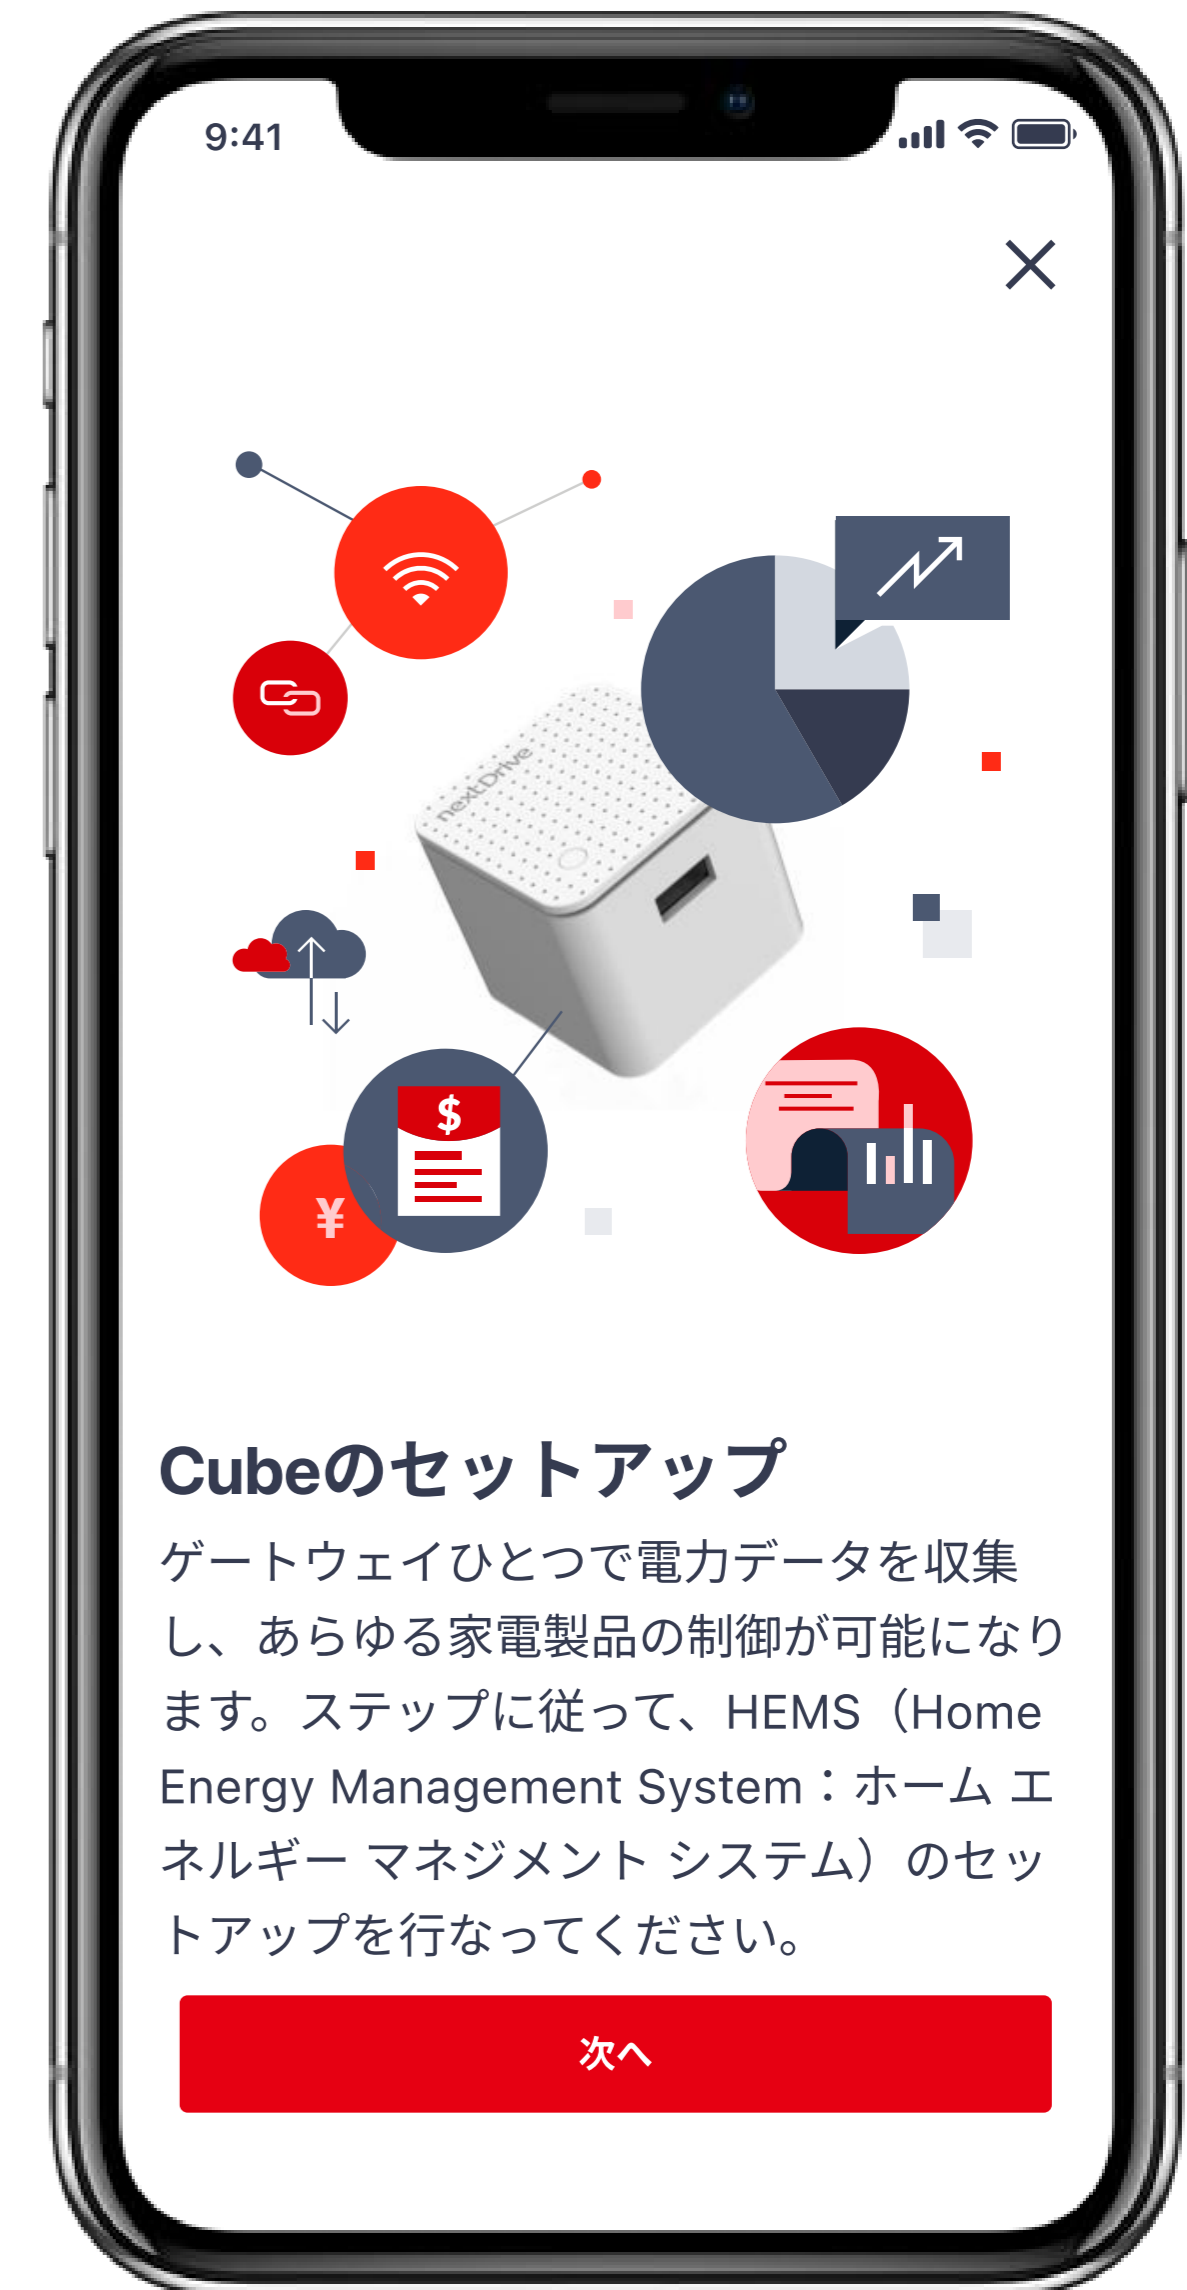 9:41
nextDrive
$
¥
Cubeのセットアップ
ゲートウェイひとつで電力データを収集
し、あらゆる家電製品の制御が可能になり
ます。ステップに従って、HEMS（Home
Energy Management System：ホーム エ
ネルギー マネジメント システム）のセッ
トアップを行なってください。
次へ